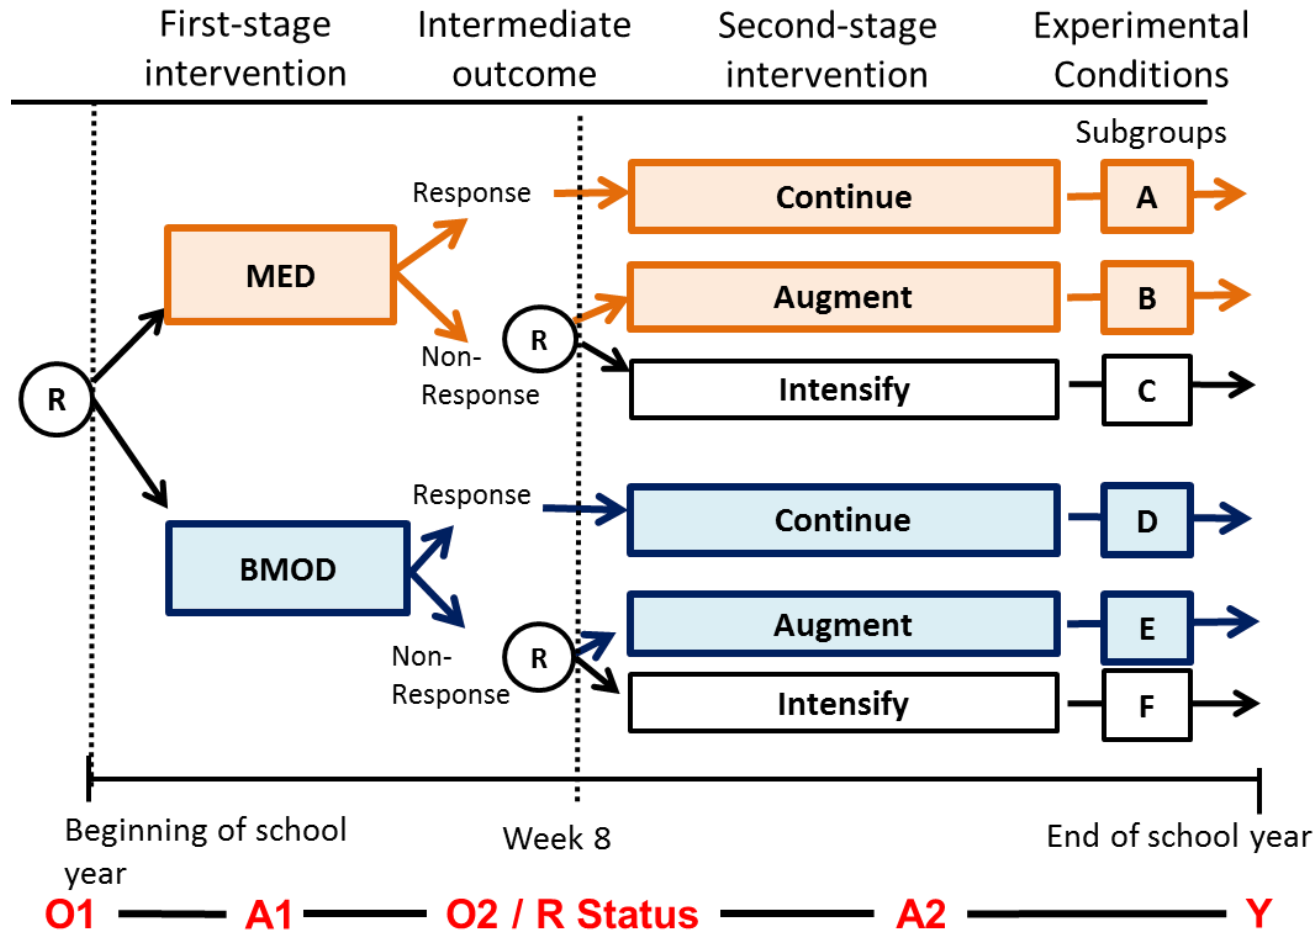 First-stage
intervention
Intermediate
outcome
Second-stage
intervention
Experimental
Conditions
Subgroups
Response
Continue
A
MED
Augment
B
R
Non-
Response
R
Intensify
C
Response
Continue
D
BMOD
Augment
E
Non-
Response
R
Intensify
F
Beginning of school
year
Week 8
End of school year
O1
A1
O2 / R Status
A2
Y